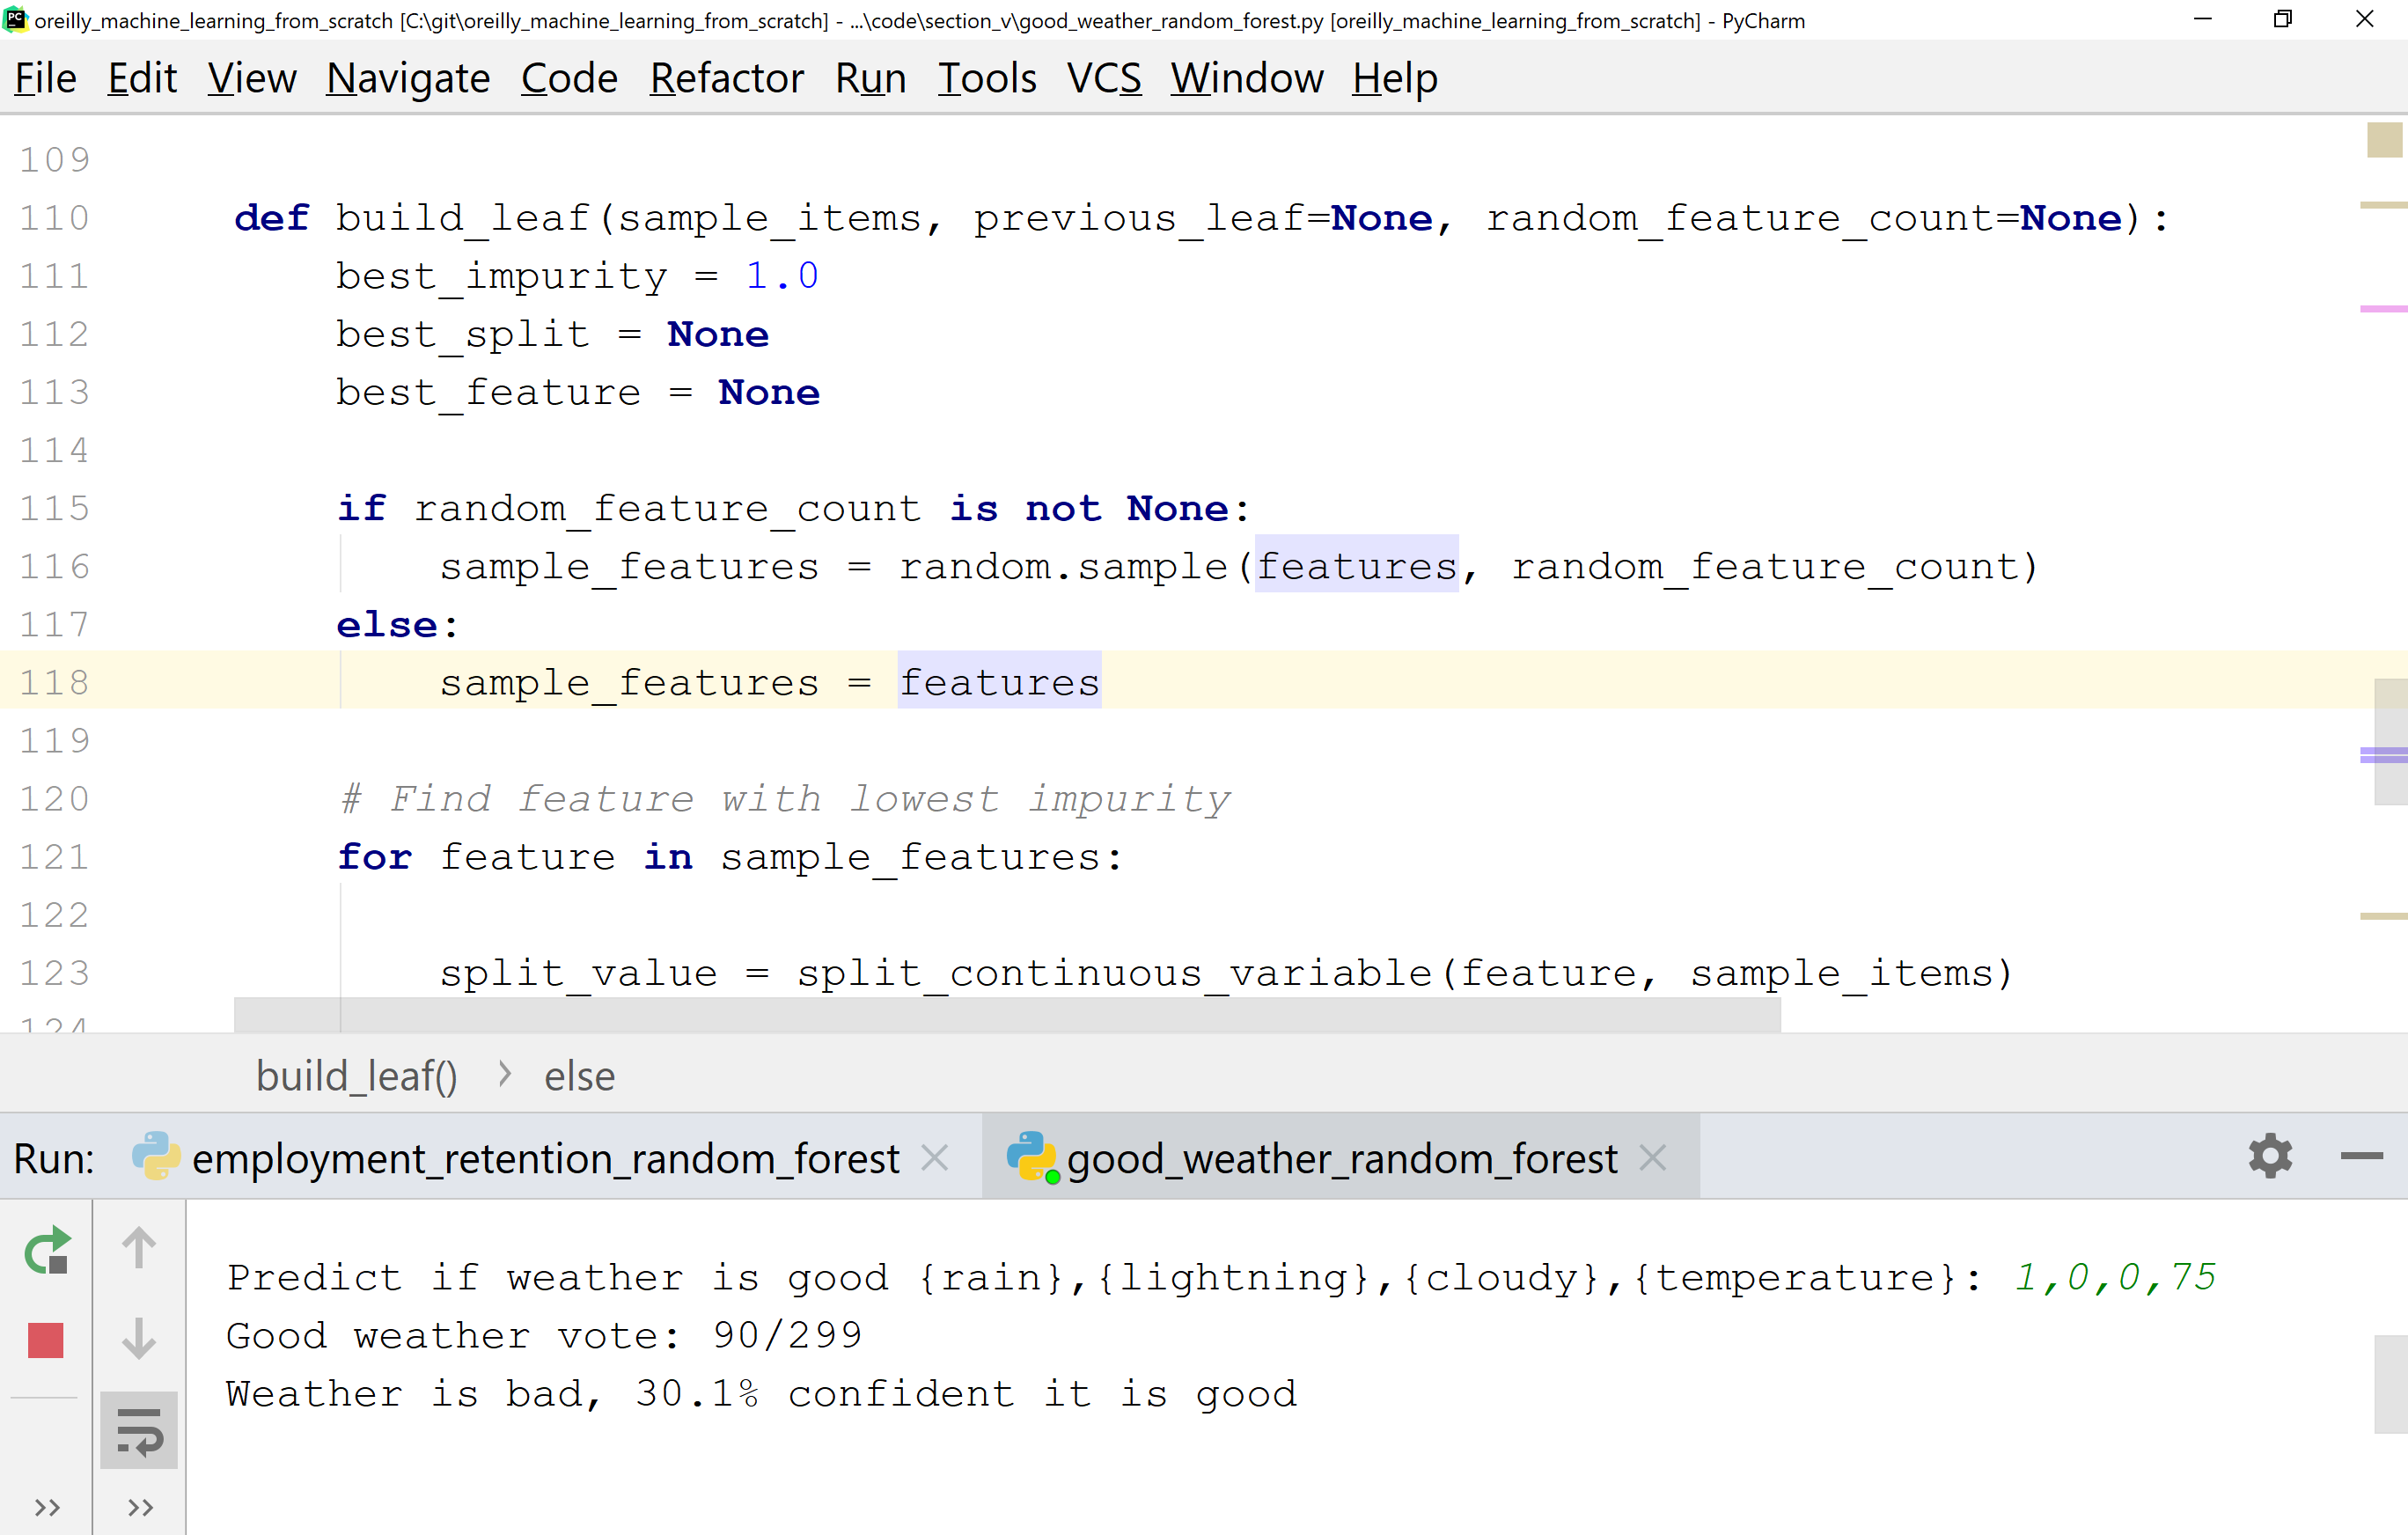 oreilly_machine_learning_from_scratch [C:\git\oreilly_machine_learning_from_scratch] - ...\code\section_v\good_weather_random_forest.py [oreilly_machine_learning_from_scratch] - PyCharm
File Edit View Navigate Code Refactor Run Tools VCS Window Help
109
110 def build_leaf(sample_items, previous_leaf=None, random_feature_count=None):
111 best_impurity = 1.0
112 best_split = None
113 best_feature = None
114
115 if random_feature_count is not None:
116 sample_features = random.sample(features, random_feature_count)
117 else:
118 sample_features = features
119
120 # Find feature with lowest impurity
121 for feature in sample_features:
122
123 split_value = split_continuous_variable(feature, sample_items)
124
build_leaf() > else
Run: employment_retention_random_forest good_weather_random_forest
Predict if weather is good {rain},{lightning},{cloudy},{temperature}: 1,0,0,75
Good weather vote: 90/299
Weather is bad, 30.1% confident it is good